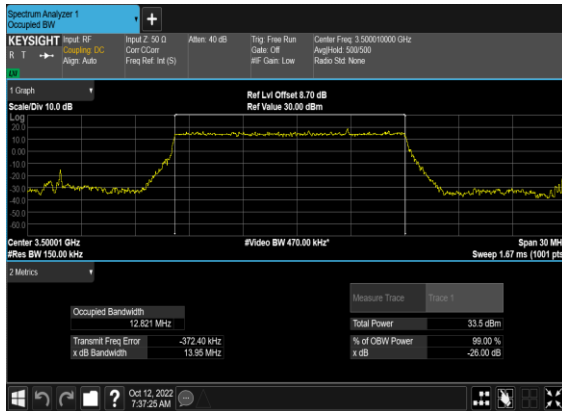 Spectrum Analyzer 1
Occupied BW
KEYSIGHT Input: RF Input Z: 50 Ω Atten: 40 dB Trig: Free Run Center Freq: 3.500010000 GHz
R T Coupling: DC Corr CCorr Gate: Off Avg|Hold: 500/500
Align: Auto Freq Ref: Int (S) #IF Gain: Low Radio Std: None
LXI
1 Graph Ref Lvl Offset 8.70 dB
Scale/Div 10.0 dB Ref Value 30.00 dBm
Log
20.0
10.0
0.00
-10.0
-20.0
-30.0
-40.0
-50.0
-60.0
Center 3.50001 GHz #Video BW 470.00 kHz* Span 30 MH
#Res BW 150.00 kHz Sweep 1.67 ms (1001 pts
2 Metrics
Measure Trace Trace 1
Occupied Bandwidth
12.821 MHz Total Power 33.5 dBm
Transmit Freq Error -372.40 kHz % of OBW Power 99.00 %
x dB Bandwidth 13.95 MHz x dB -26.00 dB
Oct 12, 2022
7:37:25 AM